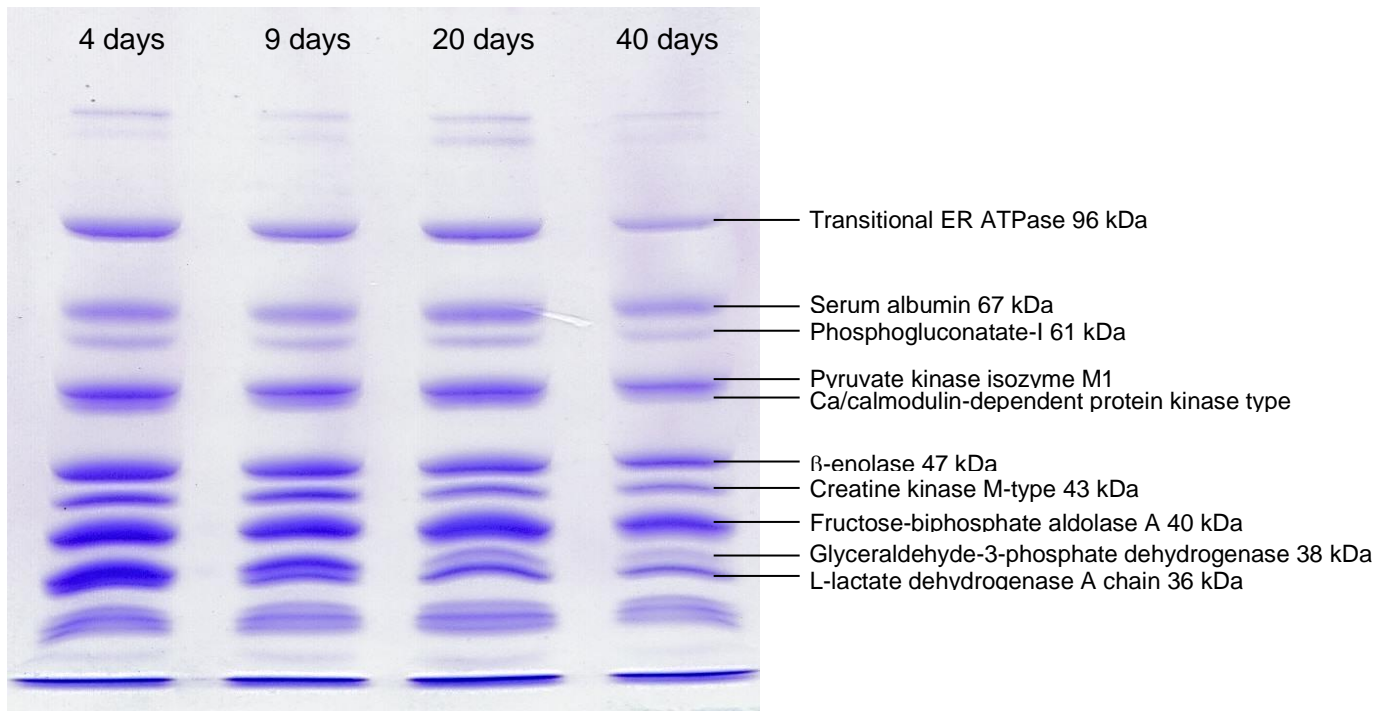 4 days 9 days 20 days 40 days
Transitional ER ATPase 96 kDa
Serum albumin 67 kDa
Phosphogluconatate-I 61 kDa
Pyruvate kinase isozyme M1
Ca/calmodulin-dependent protein kinase type
ß-enolase 47 kDa
Creatine kinase M-type 43 kDa
Fructose-biphosphate aldolase A 40 kDa
Glyceraldehyde-3-phosphate dehydrogenase 38 kDa
L-lactate dehydrogenase A chain 36 kDa